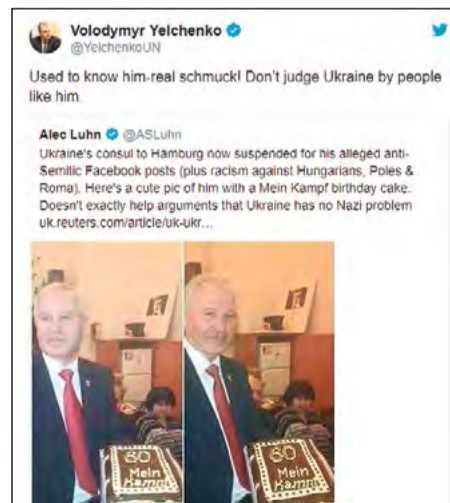 Volodymyr Yelchenko
@YelchenkoUN
Used to know him-real schmuck! Don't judge Ukraine by people
like him.
Alec Luhn @ASLuhn
Ukraine's consul to Hamburg now suspended for his alleged anti-
Semitic Facebook posts (plus racism against Hungarians, Poles &
Roma). Here's a cute pic of him with a Mein Kampf birthday cake.
Doesn't exactly help arguments that Ukraine has no Nazi problem
uk.reuters.com/article/uk-ukr...
60
Mein
Kampf
60
Mein
Kampf